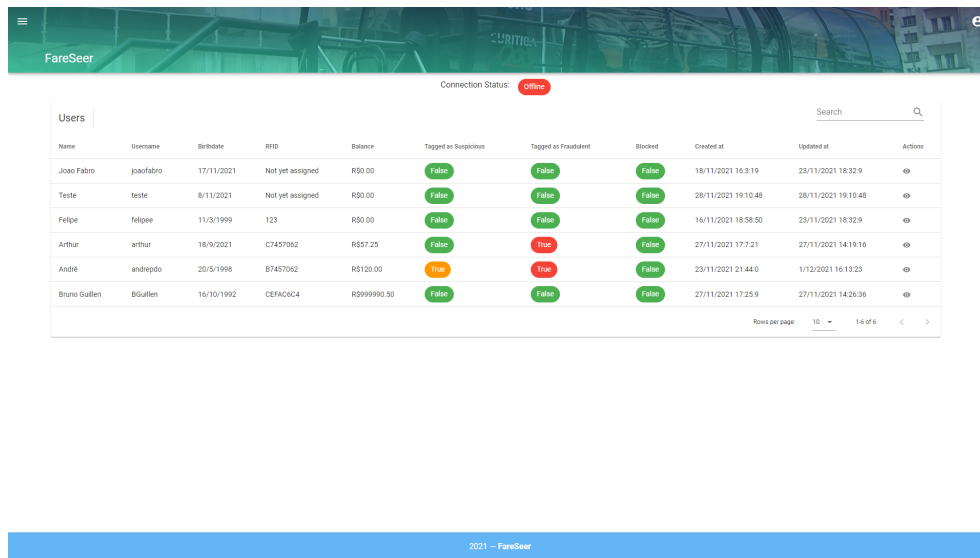 CURITIBA
FareSeer
Connection Status: Offline
Users
Search
Name Username Birthdate RFID Balance Tagged as Suspicious Tagged as Fraudulent Blocked Created at Updated at Actions
Joao Fabro joaofabro 17/11/2021 Not yet assigned R$0.00 False False False 18/11/2021 16:3:19 23/11/2021 18:32:9
Teste teste 8/11/2021 Not yet assigned R$0.00 False False False 28/11/2021 19:10:48 28/11/2021 19:10:48
Felipe felipee 11/3/1999 123 R$0.00 False False False 16/11/2021 18:58:50 23/11/2021 18:32:9
Arthur arthur 18/9/2021 C7457062 R$57.25 False True False 27/11/2021 17:7:21 27/11/2021 14:19:16
André andrepdo 20/5/1998 B7457062 R$120.00 True True False 23/11/2021 21:44:0 1/12/2021 16:13:23
Bruno Guillen BGuillen 16/10/1992 CEFAC6C4 R$999990.50 False False False 27/11/2021 17:25:9 27/11/2021 14:26:36
Rows per page: 10 1-6 of 6
2021 — FareSeer